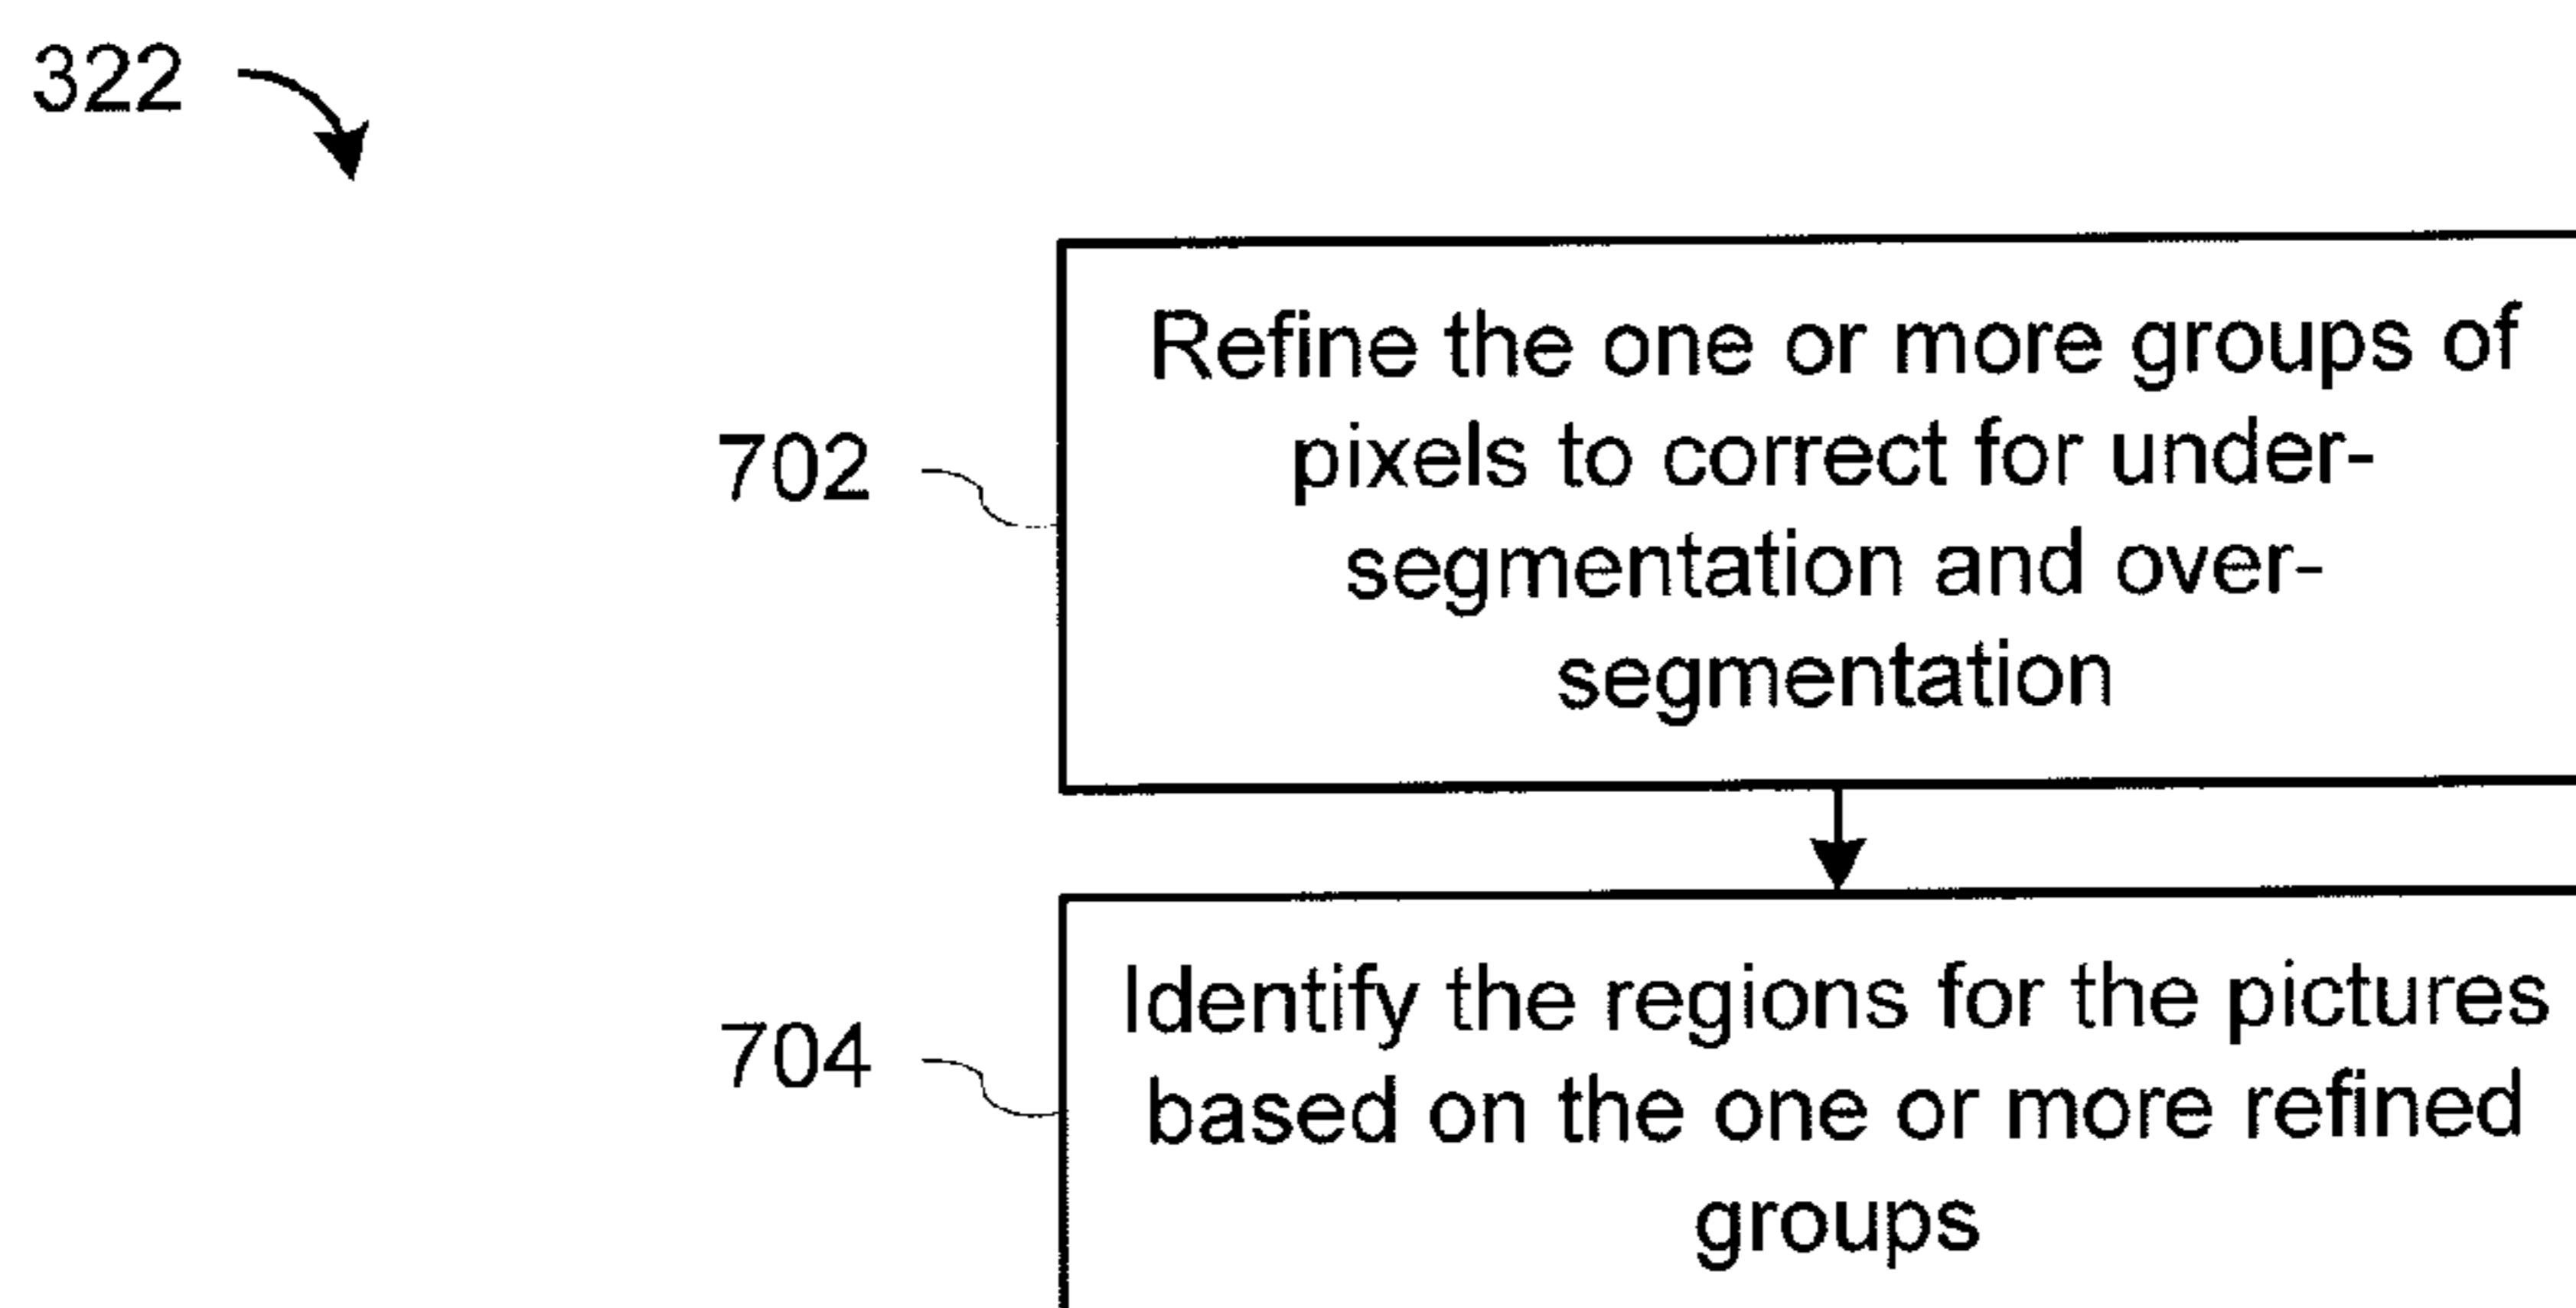 322
702
Refine the one or more groups of
pixels to correct for under-
segmentation and over-
segmentation
704
Identify the regions for the pictures
based on the one or more refined
groups